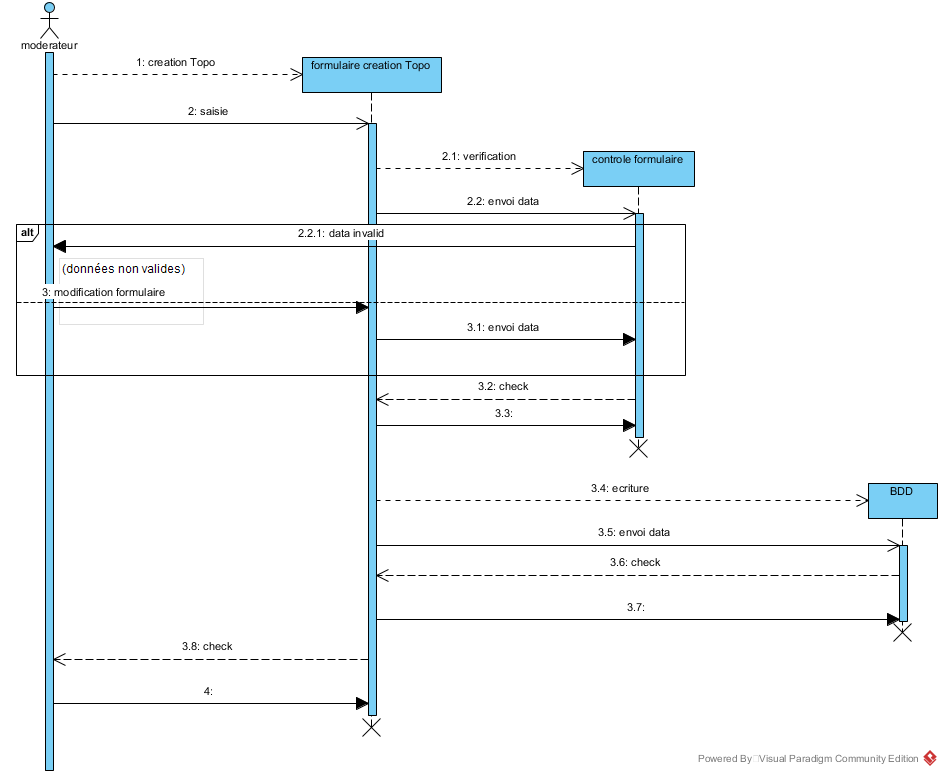 moderateur
1: creation Topo
formulaire creation Topo
2: saisie
2.1: verification
controle formulaire
2.2: envoi data
alt
2.2.1: data invalid
(données non valides)
3: modification formulaire
3.1: envoi data
3.2: check
3.3:
3.4: ecriture
BDD
3.5: envoi data
3.6: check
3.7:
3.8: check
4:
Powered By Visual Paradigm Community Edition